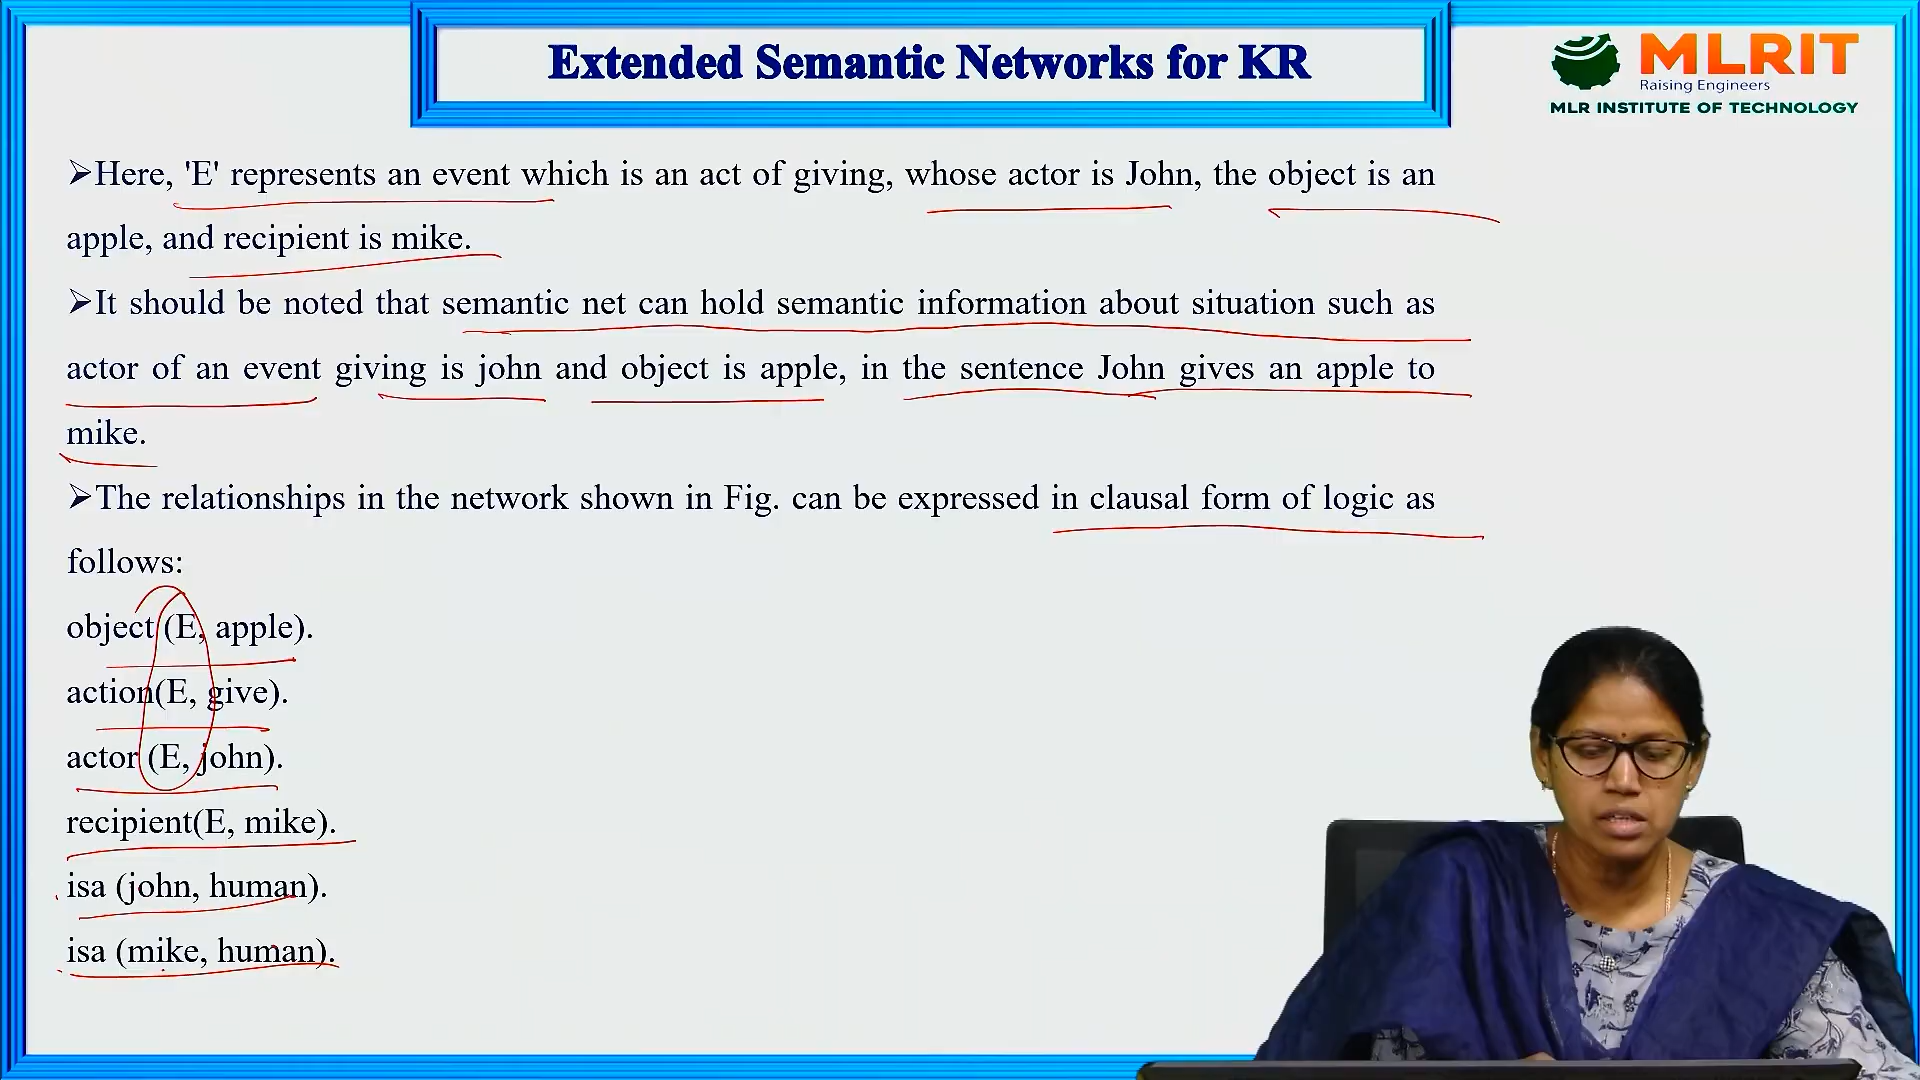 Extended Semantic Networks for KR
MLRIT
Raising Engineers
MLR INSTITUTE OF TECHNOLOGY
➢Here, 'E' represents an event which is an act of giving, whose actor is John, the object is an
apple, and recipient is mike.
➢It should be noted that semantic net can hold semantic information about situation such as
actor of an event giving is john and object is apple, in the sentence John gives an apple to
mike.
➢The relationships in the network shown in Fig. can be expressed in clausal form of logic as
follows:
object (E, apple).
action(E, give).
actor (E, john).
recipient(E, mike).
isa (john, human).
isa (mike, human).